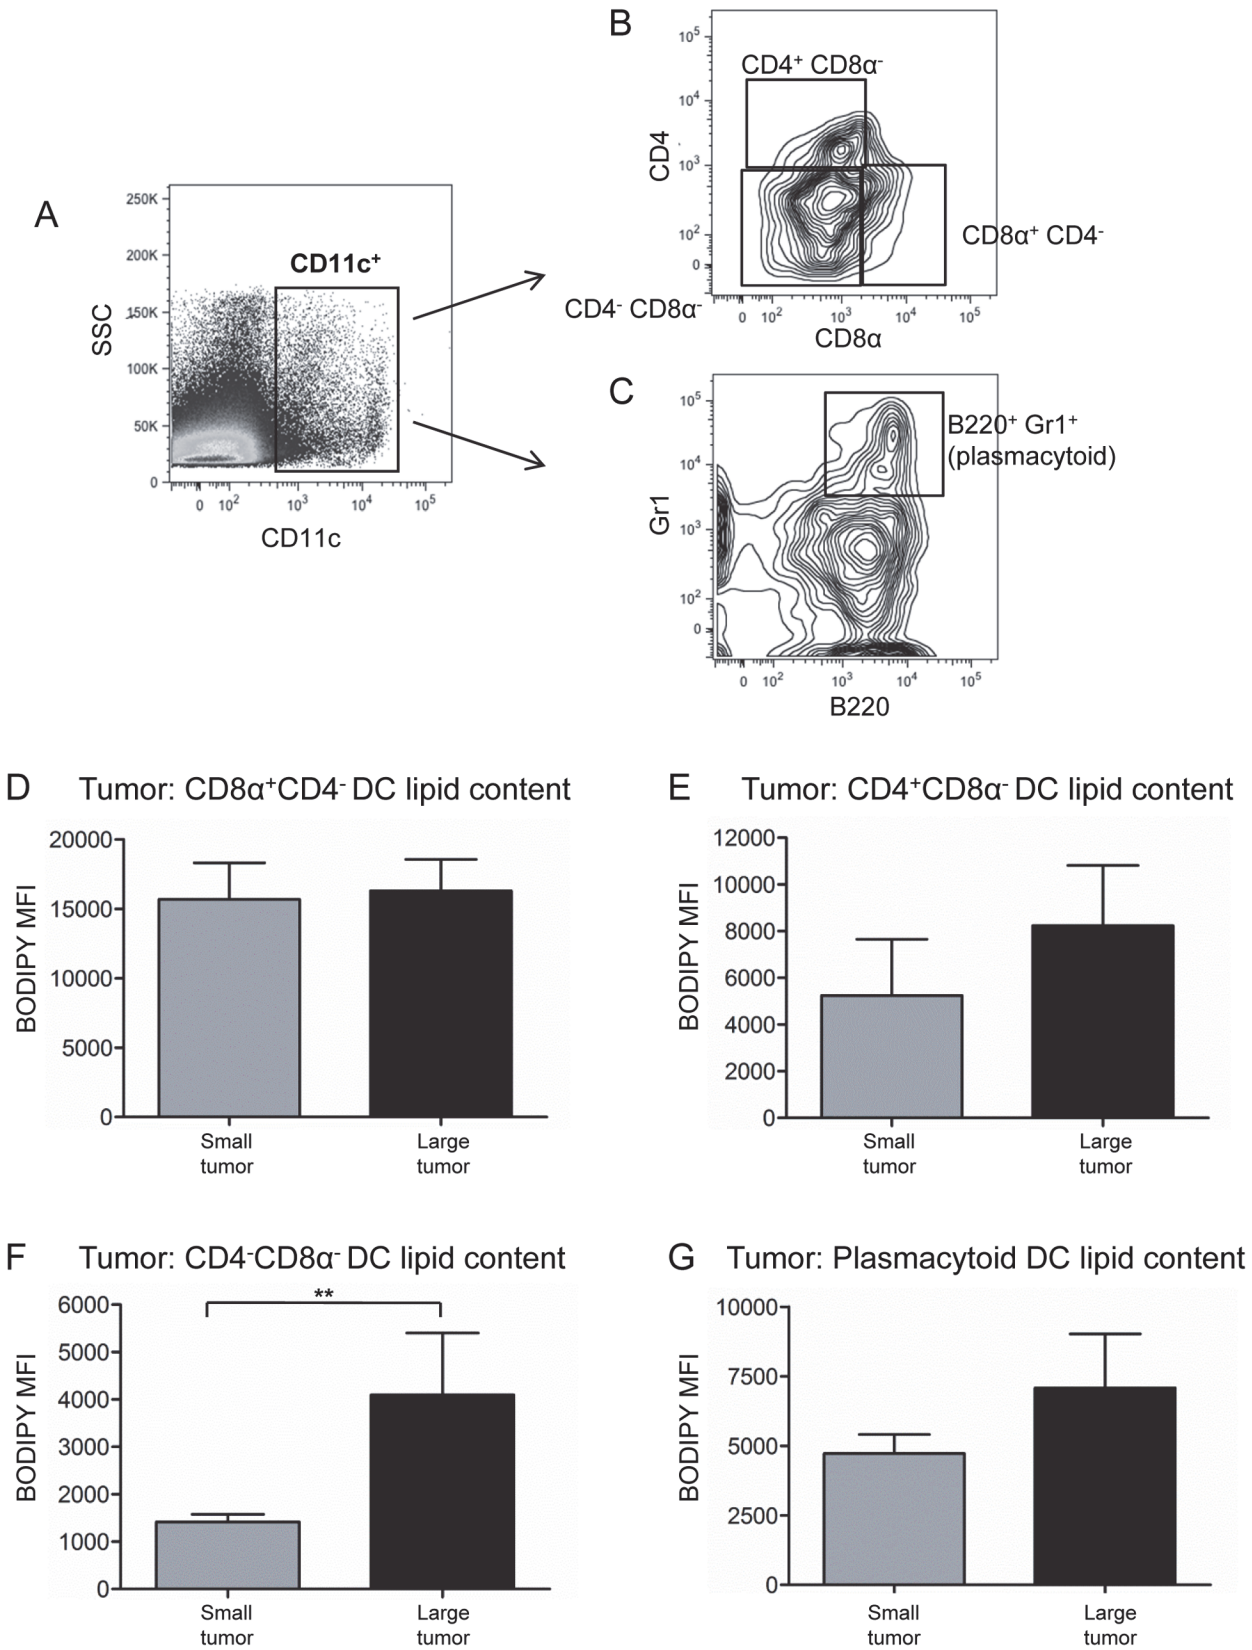 A
250K
200K
150K
100K
50K
0
SSC
CD11c⁺
0 10² 10³ 10⁴ 10⁵
CD11c
B
10⁵
10⁴
10³
10²
0
CD4
CD4⁺ CD8α⁻
CD8α⁺ CD4⁻
CD4⁻ CD8α⁻
0 10² 10³ 10⁴ 10⁵
CD8α
C
10⁵
10⁴
10³
10²
0
Gr1
B220⁺ Gr1⁺
(plasmacytoid)
0 10² 10³ 10⁴ 10⁵
B220
D Tumor: CD8α⁺CD4⁻ DC lipid content
20000
15000
10000
5000
0
BODIPY MFI
Small
tumor
Large
tumor
E Tumor: CD4⁺CD8α⁻ DC lipid content
12000
10000
8000
6000
4000
2000
0
BODIPY MFI
Small
tumor
Large
tumor
F Tumor: CD4⁻CD8α⁻ DC lipid content
**
6000
5000
4000
3000
2000
1000
0
BODIPY MFI
Small
tumor
Large
tumor
G Tumor: Plasmacytoid DC lipid content
10000
7500
5000
2500
0
BODIPY MFI
Small
tumor
Large
tumor